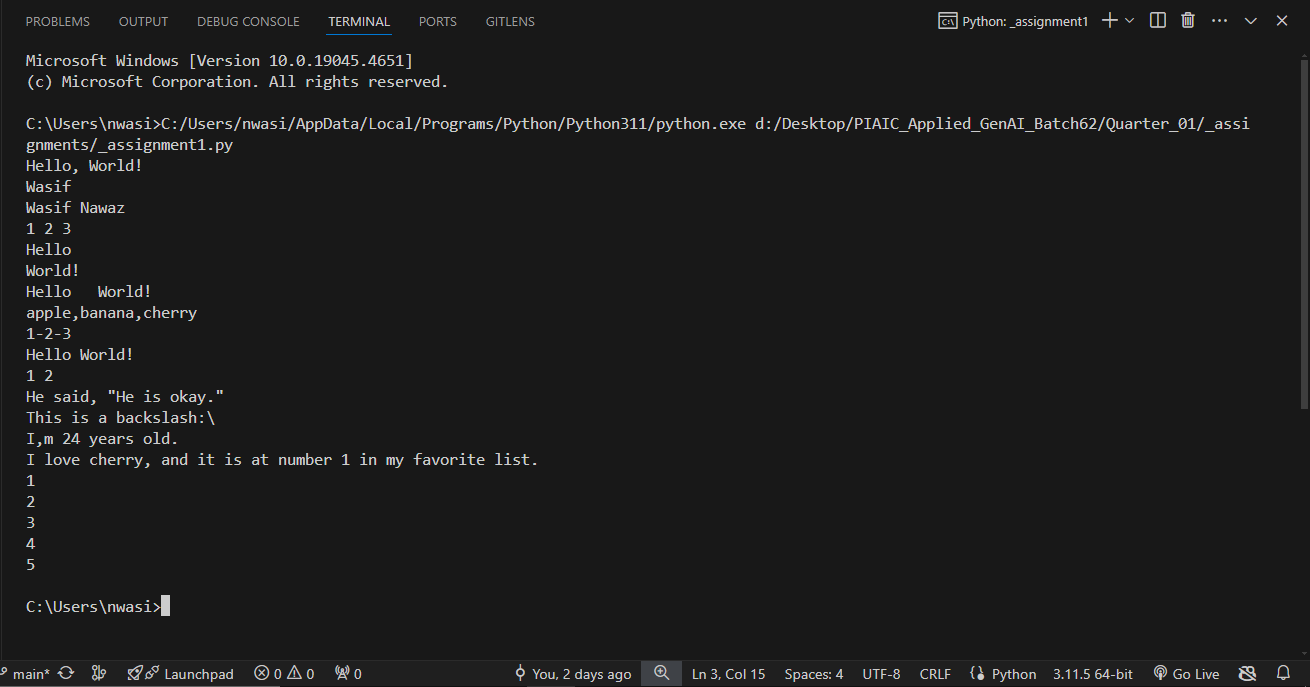 PROBLEMS OUTPUT DEBUG CONSOLE TERMINAL PORTS GITLENS Python: _assignment1
Microsoft Windows [Version 10.0.19045.4651]
(c) Microsoft Corporation. All rights reserved.
C:\Users\nwasi>C:/Users/nwasi/AppData/Local/Programs/Python/Python311/python.exe d:/Desktop/PIAIC_Applied_GenAI_Batch62/Quarter_01/_assi
gnments/_assignment1.py
Hello, World!
Wasif
Wasif Nawaz
1 2 3
Hello
World!
Hello   World!
apple,banana,cherry
1-2-3
Hello World!
1 2
He said, "He is okay."
This is a backslash:\
I,m 24 years old.
I love cherry, and it is at number 1 in my favorite list.
1
2
3
4
5
C:\Users\nwasi>
main* Launchpad 0 0 0 You, 2 days ago Ln 3, Col 15 Spaces: 4 UTF-8 CRLF Python 3.11.5 64-bit Go Live